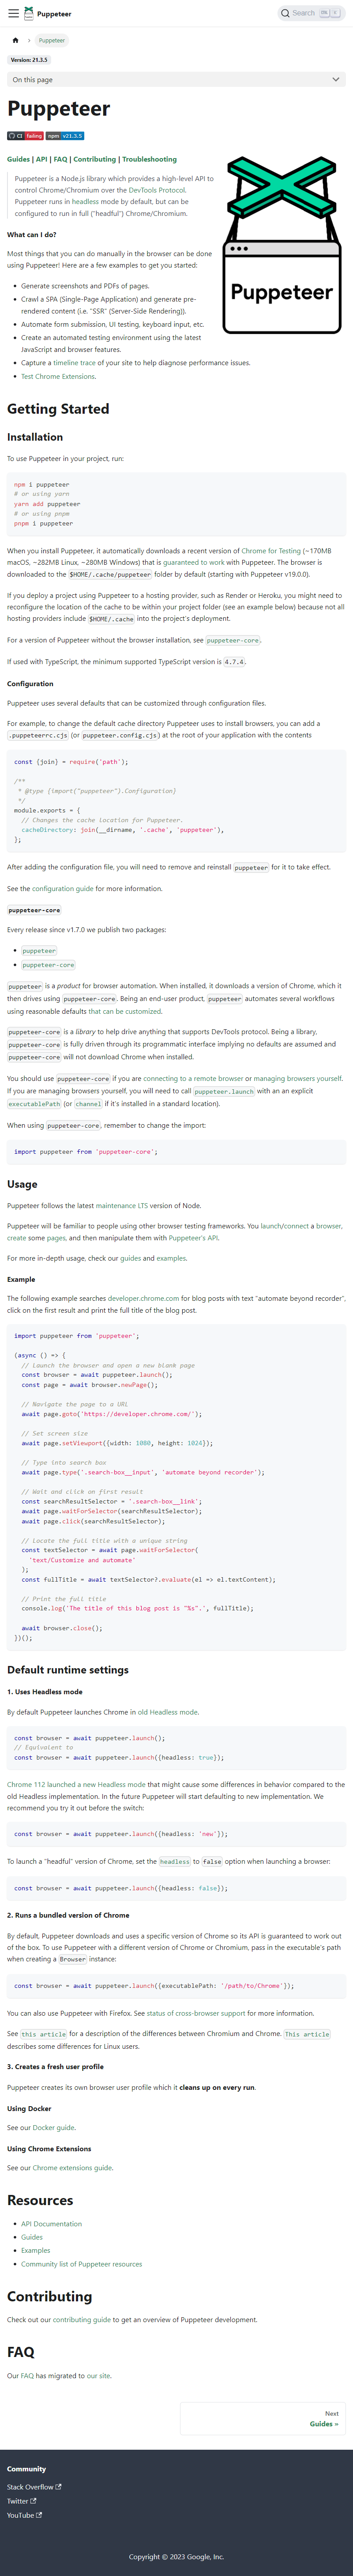 Puppeteer
Search
Puppeteer
Version: 21.3.5
On this page
Puppeteer
CI failing npm v21.3.5
Guides | API | FAQ | Contributing | Troubleshooting
Puppeteer is a Node.js library which provides a high-level API to
control Chrome/Chromium over the DevTools Protocol.
Puppeteer runs in headless mode by default, but can be
configured to run in full ("headful") Chrome/Chromium.
Puppeteer
What can I do?
Most things that you can do manually in the browser can be done
using Puppeteer! Here are a few examples to get you started:
Generate screenshots and PDFs of pages.
Crawl a SPA (Single-Page Application) and generate pre-
rendered content (i.e. "SSR" (Server-Side Rendering)).
Automate form submission, UI testing, keyboard input, etc.
Create an automated testing environment using the latest
JavaScript and browser features.
Capture a timeline trace of your site to help diagnose performance issues.
Test Chrome Extensions.
Getting Started
Installation
To use Puppeteer in your project, run:
npm i puppeteer
# or using yarn
yarn add puppeteer
# or using pnpm
pnpm i puppeteer
When you install Puppeteer, it automatically downloads a recent version of Chrome for Testing (~170MB
macOS, ~282MB Linux, ~280MB Windows) that is guaranteed to work with Puppeteer. The browser is
downloaded to the $HOME/.cache/puppeteer folder by default (starting with Puppeteer v19.0.0).
If you deploy a project using Puppeteer to a hosting provider, such as Render or Heroku, you might need to
reconfigure the location of the cache to be within your project folder (see an example below) because not all
hosting providers include $HOME/.cache into the project's deployment.
For a version of Puppeteer without the browser installation, see puppeteer-core.
If used with TypeScript, the minimum supported TypeScript version is 4.7.4.
Configuration
Puppeteer uses several defaults that can be customized through configuration files.
For example, to change the default cache directory Puppeteer uses to install browsers, you can add a
.puppeteerrc.cjs (or puppeteer.config.cjs) at the root of your application with the contents
const {join} = require('path');
/**
 * @type {import("puppeteer").Configuration}
 */
module.exports = {
  // Changes the cache location for Puppeteer.
  cacheDirectory: join(__dirname, '.cache', 'puppeteer'),
};
After adding the configuration file, you will need to remove and reinstall puppeteer for it to take effect.
See the configuration guide for more information.
puppeteer-core
Every release since v1.7.0 we publish two packages:
puppeteer
puppeteer-core
puppeteer is a product for browser automation. When installed, it downloads a version of Chrome, which it
then drives using puppeteer-core. Being an end-user product, puppeteer automates several workflows
using reasonable defaults that can be customized.
puppeteer-core is a library to help drive anything that supports DevTools protocol. Being a library,
puppeteer-core is fully driven through its programmatic interface implying no defaults are assumed and
puppeteer-core will not download Chrome when installed.
You should use puppeteer-core if you are connecting to a remote browser or managing browsers yourself.
If you are managing browsers yourself, you will need to call puppeteer.launch with an an explicit
executablePath (or channel if it's installed in a standard location).
When using puppeteer-core, remember to change the import:
import puppeteer from 'puppeteer-core';
Usage
Puppeteer follows the latest maintenance LTS version of Node.
Puppeteer will be familiar to people using other browser testing frameworks. You launch/connect a browser,
create some pages, and then manipulate them with Puppeteer's API.
For more in-depth usage, check our guides and examples.
Example
The following example searches developer.chrome.com for blog posts with text "automate beyond recorder",
click on the first result and print the full title of the blog post.
import puppeteer from 'puppeteer';
(async () => {
  // Launch the browser and open a new blank page
  const browser = await puppeteer.launch();
  const page = await browser.newPage();
  // Navigate the page to a URL
  await page.goto('https://developer.chrome.com/');
  // Set screen size
  await page.setViewport({width: 1080, height: 1024});
  // Type into search box
  await page.type('.search-box__input', 'automate beyond recorder');
  // Wait and click on first result
  const searchResultSelector = '.search-box__link';
  await page.waitForSelector(searchResultSelector);
  await page.click(searchResultSelector);
  // Locate the full title with a unique string
  const textSelector = await page.waitForSelector(
    'text/Customize and automate'
  );
  const fullTitle = await textSelector?.evaluate(el => el.textContent);
  // Print the full title
  console.log('The title of this blog post is "%s".', fullTitle);
  await browser.close();
})();
Default runtime settings
1. Uses Headless mode
By default Puppeteer launches Chrome in old Headless mode.
const browser = await puppeteer.launch();
// Equivalent to
const browser = await puppeteer.launch({headless: true});
Chrome 112 launched a new Headless mode that might cause some differences in behavior compared to the
old Headless implementation. In the future Puppeteer will start defaulting to new implementation. We
recommend you try it out before the switch:
const browser = await puppeteer.launch({headless: 'new'});
To launch a "headful" version of Chrome, set the headless to false option when launching a browser:
const browser = await puppeteer.launch({headless: false});
2. Runs a bundled version of Chrome
By default, Puppeteer downloads and uses a specific version of Chrome so its API is guaranteed to work out
of the box. To use Puppeteer with a different version of Chrome or Chromium, pass in the executable's path
when creating a Browser instance:
const browser = await puppeteer.launch({executablePath: '/path/to/Chrome'});
You can also use Puppeteer with Firefox. See status of cross-browser support for more information.
See this article for a description of the differences between Chromium and Chrome. This article
describes some differences for Linux users.
3. Creates a fresh user profile
Puppeteer creates its own browser user profile which it cleans up on every run.
Using Docker
See our Docker guide.
Using Chrome Extensions
See our Chrome extensions guide.
Resources
API Documentation
Guides
Examples
Community list of Puppeteer resources
Contributing
Check out our contributing guide to get an overview of Puppeteer development.
FAQ
Our FAQ has migrated to our site.
Next
Guides »
Community
Stack Overflow
Twitter
YouTube
Copyright © 2023 Google, Inc.